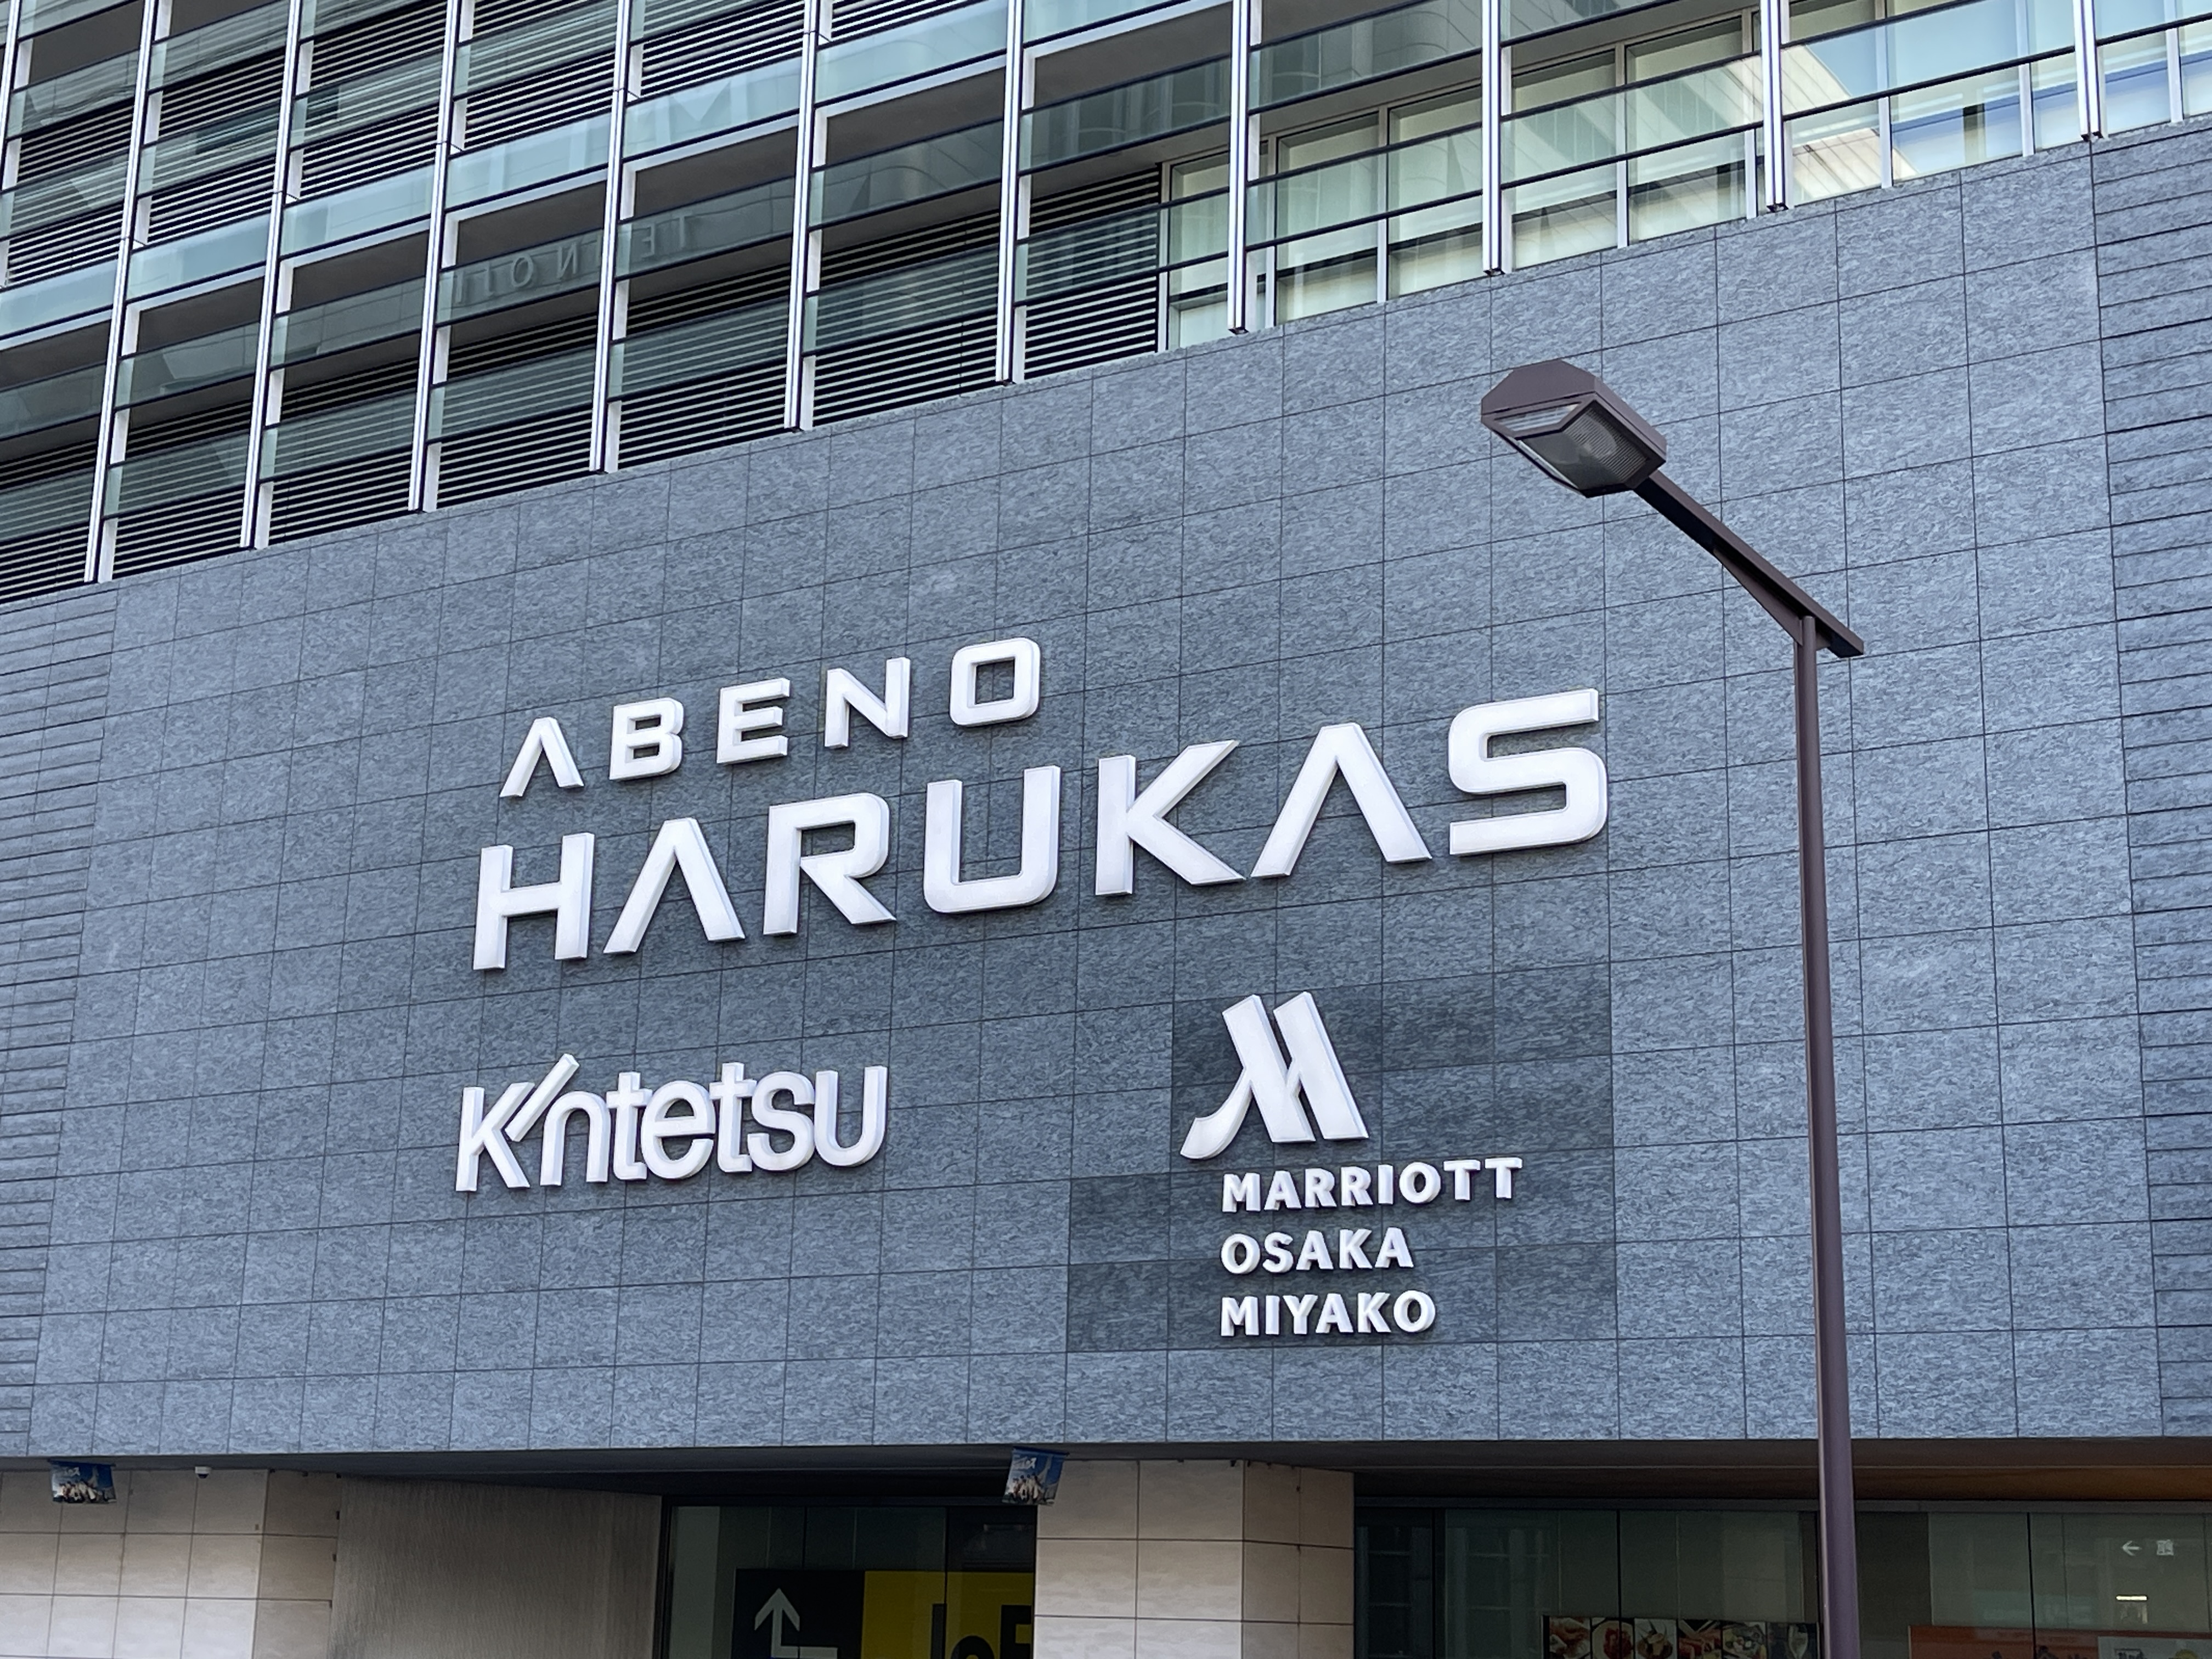 ABENO
HARUKAS
Kintetsu
MARRIOTT
OSAKA
MIYAKO